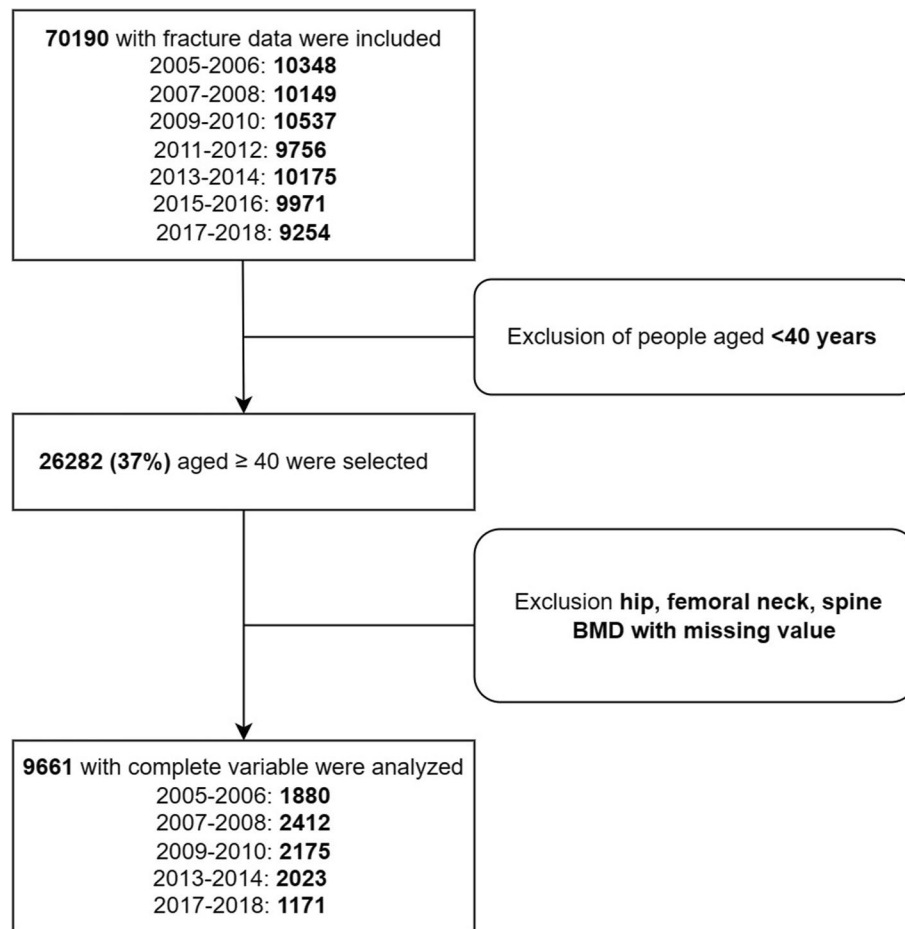 70190 with fracture data were included
2005-2006: 10348
2007-2008: 10149
2009-2010: 10537
2011-2012: 9756
2013-2014: 10175
2015-2016: 9971
2017-2018: 9254
Exclusion of people aged <40 years
26282 (37%) aged ≥ 40 were selected
Exclusion hip, femoral neck, spine
BMD with missing value
9661 with complete variable were analyzed
2005-2006: 1880
2007-2008: 2412
2009-2010: 2175
2013-2014: 2023
2017-2018: 1171